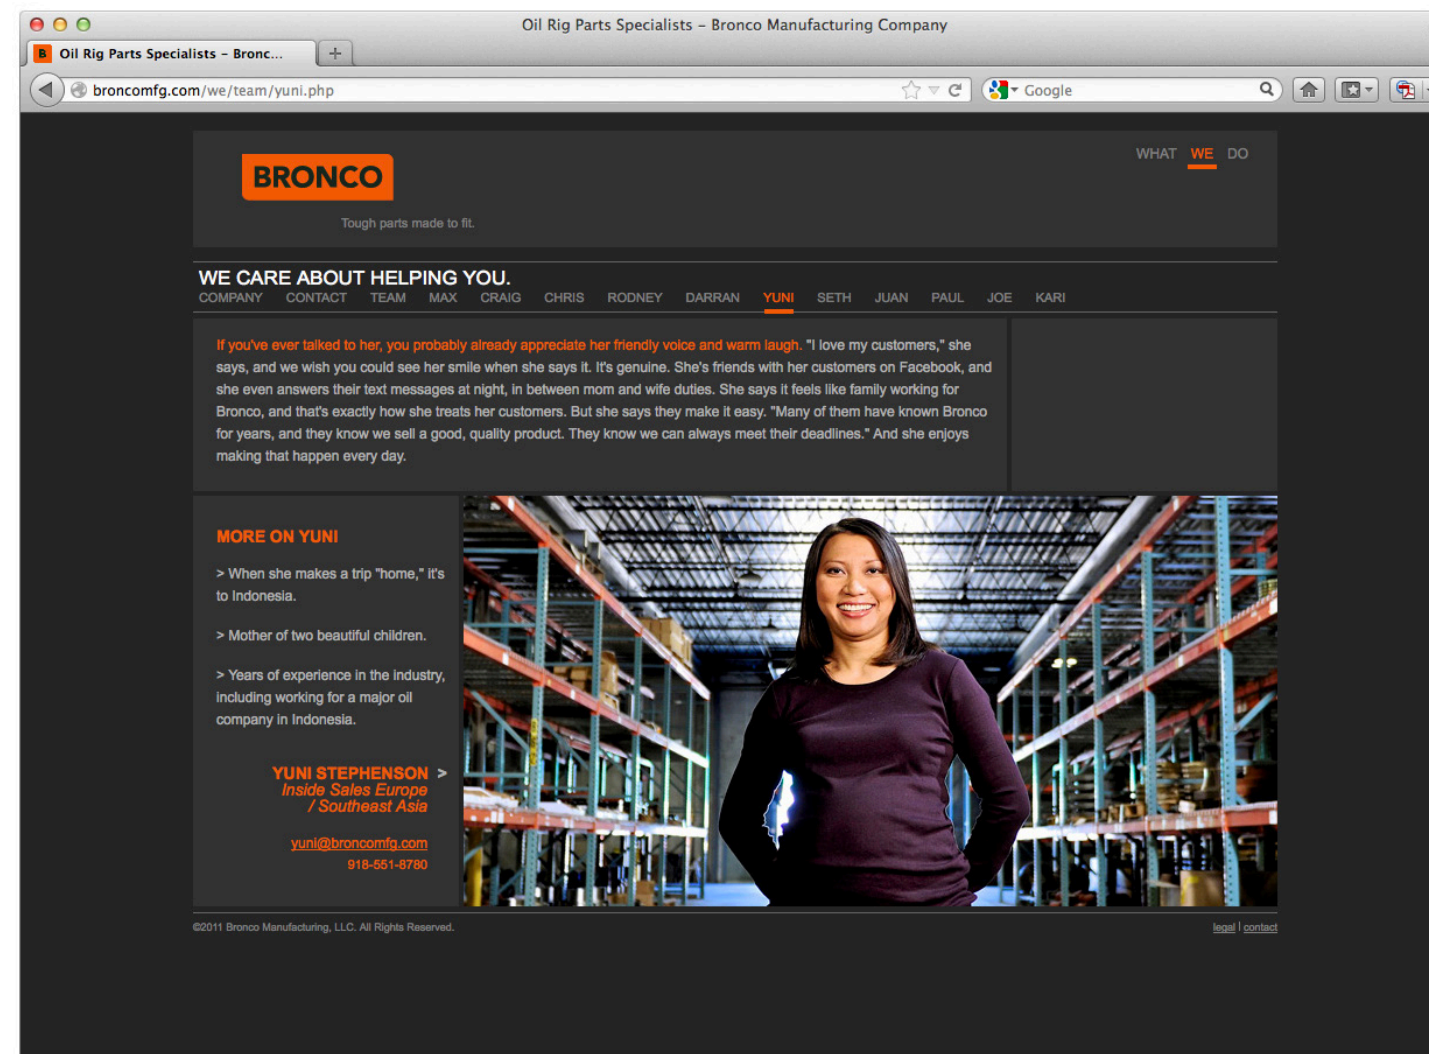 Oil Rig Parts Specialists – Bronco Manufacturing Company
B Oil Rig Parts Specialists – Bronc...
broncomfg.com/we/team/yuni.php
Google
BRONCO
Tough parts made to fit.
WHAT WE DO
WE CARE ABOUT HELPING YOU.
COMPANY CONTACT TEAM MAX CRAIG CHRIS RODNEY DARRAN YUNI SETH JUAN PAUL JOE KARI
If you've ever talked to her, you probably already appreciate her friendly voice and warm laugh. "I love my customers," she
says, and we wish you could see her smile when she says it. It's genuine. She's friends with her customers on Facebook, and
she even answers their text messages at night, in between mom and wife duties. She says it feels like family working for
Bronco, and that's exactly how she treats her customers. But she says they make it easy. "Many of them have known Bronco
for years, and they know we sell a good, quality product. They know we can always meet their deadlines." And she enjoys
making that happen every day.
MORE ON YUNI
> When she makes a trip "home," it's
to Indonesia.
> Mother of two beautiful children.
> Years of experience in the industry,
including working for a major oil
company in Indonesia.
YUNI STEPHENSON >
Inside Sales Europe
/ Southeast Asia
yuni@broncomfg.com
918-551-8780
©2011 Bronco Manufacturing, LLC. All Rights Reserved.
legal | contact